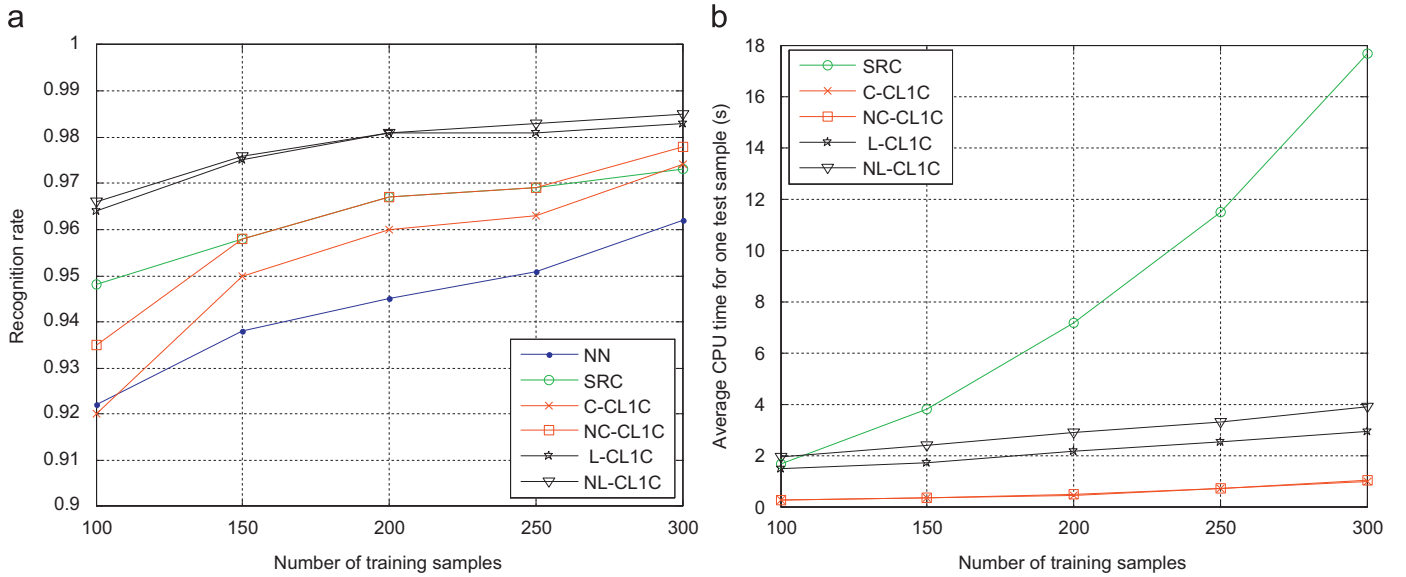 a
1
0.99
0.98
0.97
0.96
0.95
0.94
0.93
0.92
0.91
0.9
Recognition rate
NN
SRC
C-CL1C
NC-CL1C
L-CL1C
NL-CL1C
100 150 200 250 300
Number of training samples
b
18
16
14
12
10
8
6
4
2
0
Average CPU time for one test sample (s)
SRC
C-CL1C
NC-CL1C
L-CL1C
NL-CL1C
100 150 200 250 300
Number of training samples